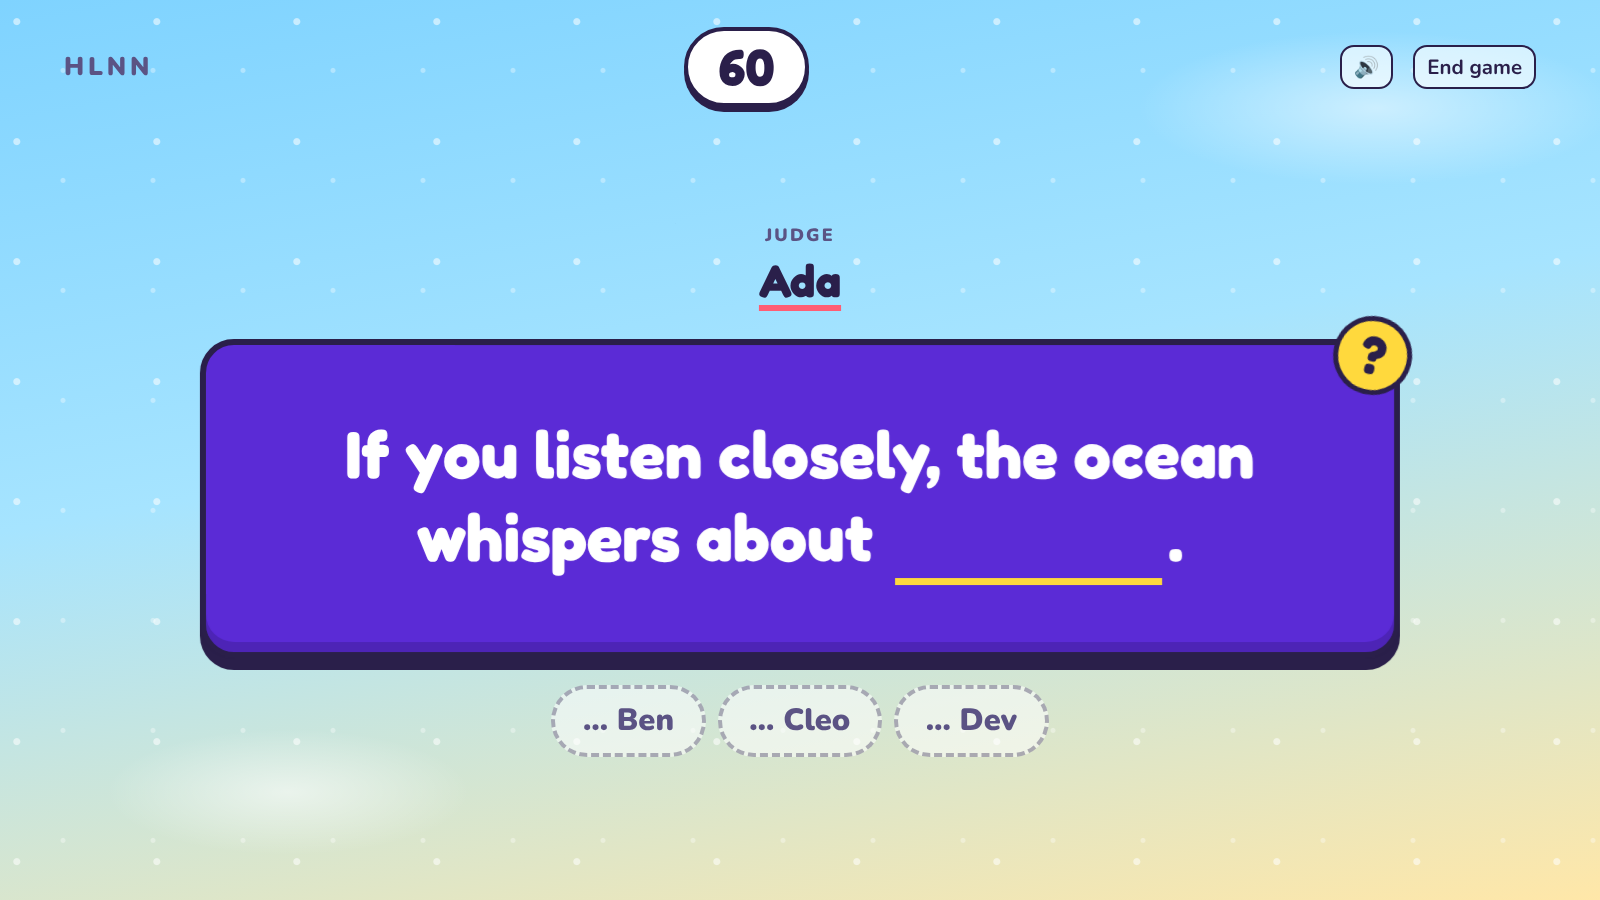 HLNN
60
End game
JUDGE
Ada
?
If you listen closely, the ocean
whispers about ________.
... Ben
... Cleo
... Dev